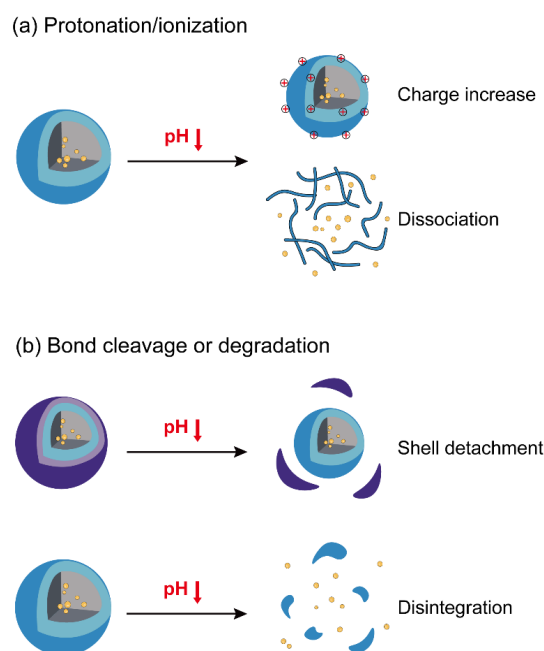 (a) Protonation/ionization
Charge increase
pH
Dissociation
(b) Bond cleavage or degradation
pH
Shell detachment
pH
Disintegration